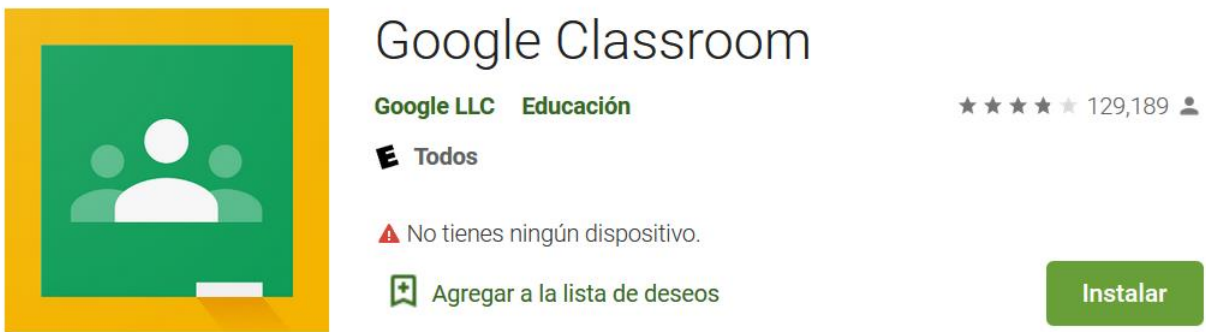 Google Classroom
Google LLC Educación 129,189
E Todos
No tienes ningún dispositivo.
Agregar a la lista de deseos
Instalar